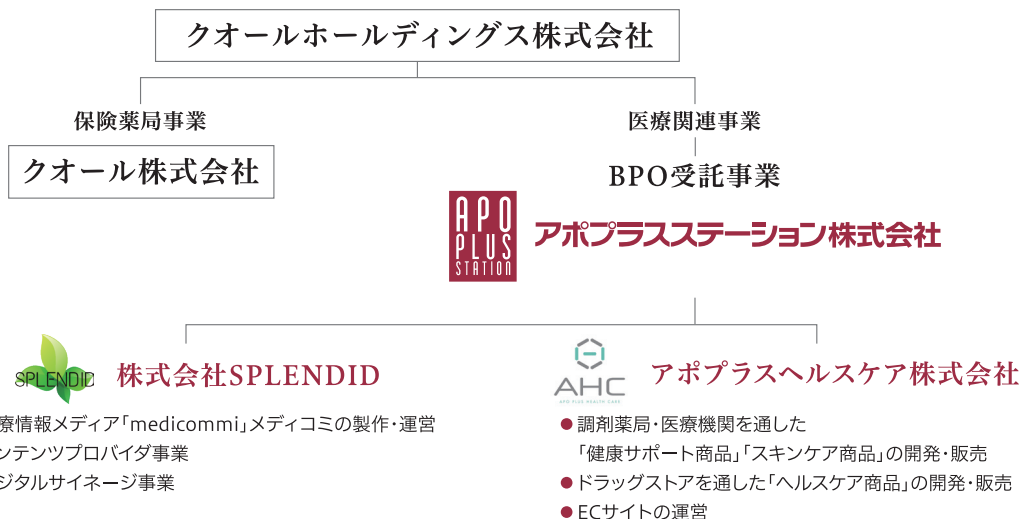 クオールホールディングス株式会社
保険薬局事業
クオール株式会社
医療関連事業
BPO受託事業
APO
PLUS
STATION
アポプラスステーション株式会社
SPLENDID
株式会社SPLENDID
療情報メディア「medicommi」メディコミの製作・運営
ンテンツプロバイダ事業
ジタルサイネージ事業
AHC
APO PLUS HEALTH CARE
アポプラスヘルスケア株式会社
●調剤薬局・医療機関を通した
「健康サポート商品」「スキンケア商品」の開発・販売
●ドラッグストアを通した「ヘルスケア商品」の開発・販売
●ECサイトの運営